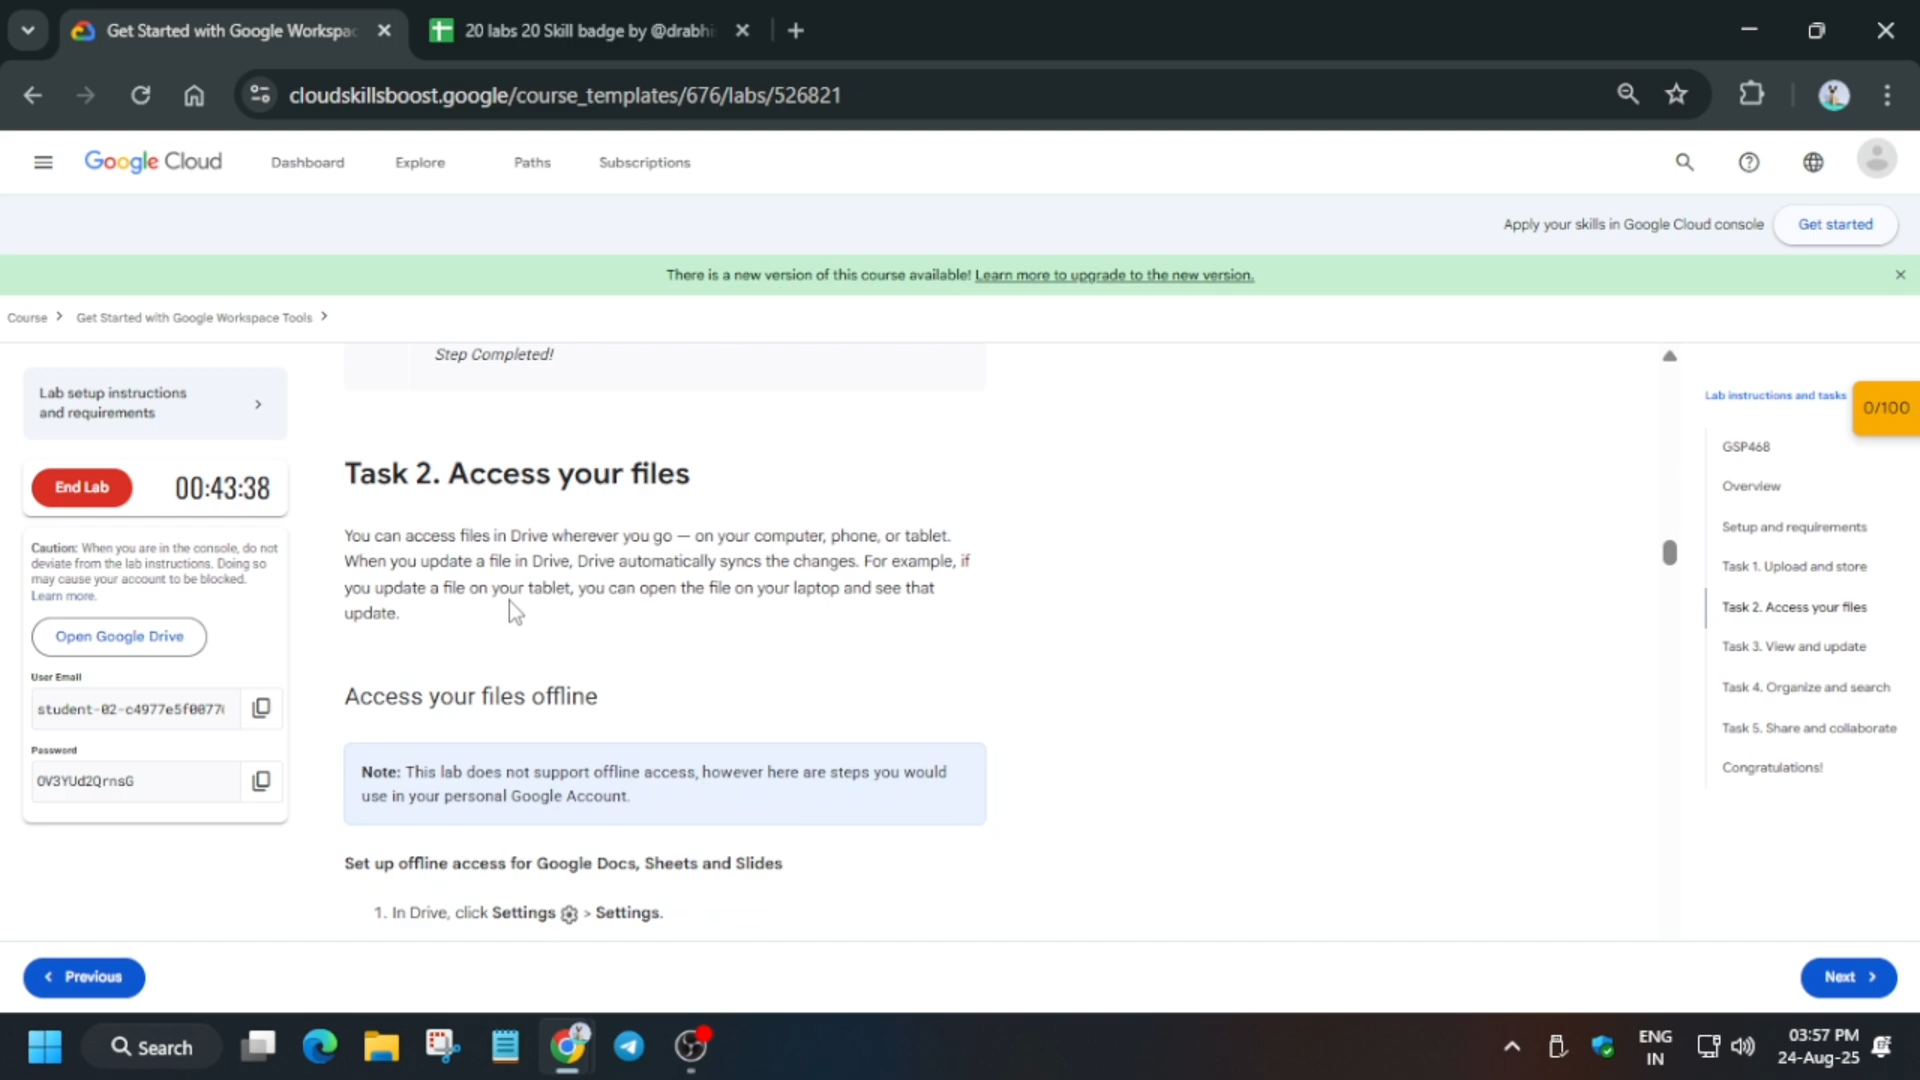 Get Started with Google Workspac
20 labs 20 Skill badge by @drabhi
cloudskillsboost.google/course_templates/676/labs/526821
Google Cloud
Dashboard
Explore
Paths
Subscriptions
Apply your skills in Google Cloud console
Get started
There is a new version of this course available! Learn more to upgrade to the new version.
Course > Get Started with Google Workspace Tools >
Lab setup instructions
and requirements
End Lab
00:43:38
Caution: When you are in the console, do not
deviate from the lab instructions. Doing so
may cause your account to be blocked.
Learn more.
Open Google Drive
User Email
student-02-c4977e5f0077
Password
OV3YUd2QrnsG
Step Completed!
Task 2. Access your files
You can access files in Drive wherever you go — on your computer, phone, or tablet.
When you update a file in Drive, Drive automatically syncs the changes. For example, if
you update a file on your tablet, you can open the file on your laptop and see that
update.
Access your files offline
Note: This lab does not support offline access, however here are steps you would
use in your personal Google Account.
Set up offline access for Google Docs, Sheets and Slides
1. In Drive, click Settings > Settings.
Lab instructions and tasks
0/100
GSP468
Overview
Setup and requirements
Task 1. Upload and store
Task 2. Access your files
Task 3. View and update
Task 4. Organize and search
Task 5. Share and collaborate
Congratulations!
Previous
Next
Search
ENG
IN
03:57 PM
24-Aug-25